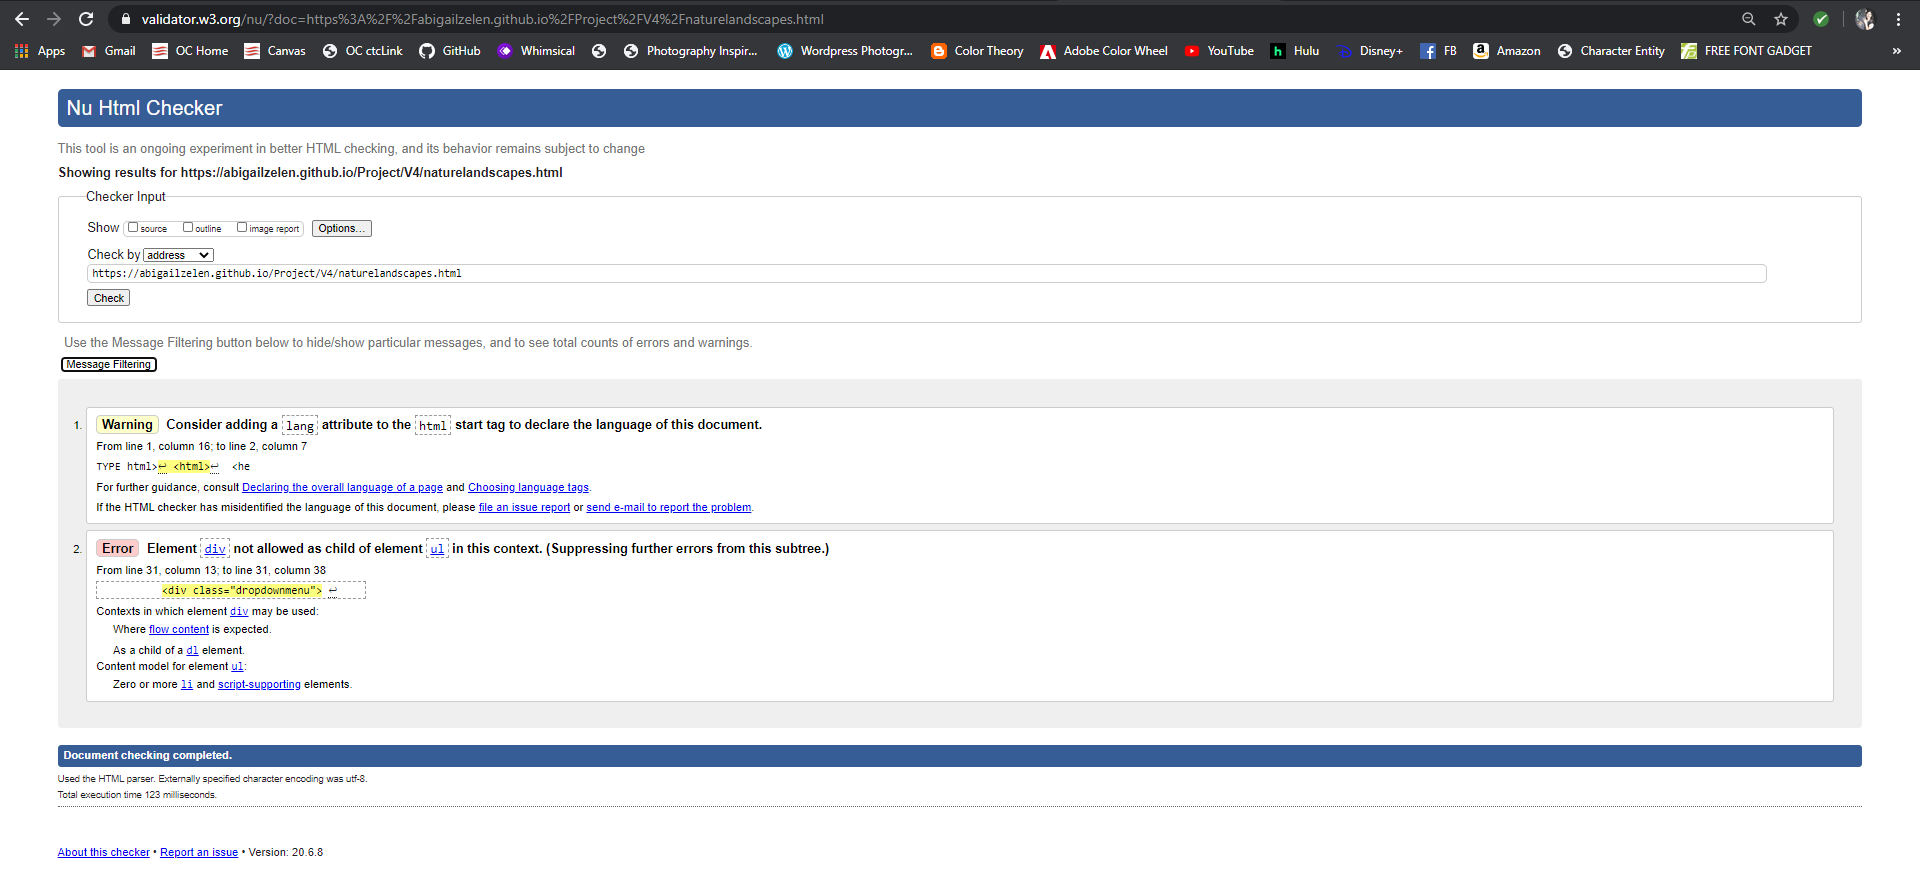 validator.w3.org/nu/?doc=https%3A%2F%2Fabigailzelen.github.io%2FProject%2FV4%2Fnaturelandscapes.html
Apps Gmail OC Home Canvas OC ctcLink GitHub Whimsical Photography Inspir... Wordpress Photogr... Color Theory Adobe Color Wheel YouTube h Hulu Disney+ FB Amazon Character Entity FREE FONT GADGET »
Nu Html Checker
This tool is an ongoing experiment in better HTML checking, and its behavior remains subject to change
Showing results for https://abigailzelen.github.io/Project/V4/naturelandscapes.html
Checker Input
Show source outline image report Options...
Check by address
https://abigailzelen.github.io/Project/V4/naturelandscapes.html
Check
Use the Message Filtering button below to hide/show particular messages, and to see total counts of errors and warnings.
Message Filtering
1. Warning Consider adding a lang attribute to the html start tag to declare the language of this document.
From line 1, column 16; to line 2, column 7
TYPE html>↩ <html>↩ <he
For further guidance, consult Declaring the overall language of a page and Choosing language tags.
If the HTML checker has misidentified the language of this document, please file an issue report or send e-mail to report the problem.
2. Error Element div not allowed as child of element ul in this context. (Suppressing further errors from this subtree.)
From line 31, column 13; to line 31, column 38
<div class="dropdownmenu"> ↩
Contexts in which element div may be used:
Where flow content is expected.
As a child of a dl element.
Content model for element ul:
Zero or more li and script-supporting elements.
Document checking completed.
Used the HTML parser. Externally specified character encoding was utf-8.
Total execution time 123 milliseconds.
About this checker • Report an issue • Version: 20.6.8